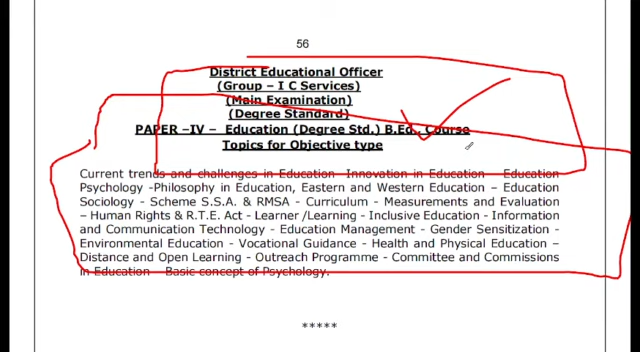 56
District Educational Officer
(Group – I C Services)
(Main Examination)
(Degree Standard)
PAPER –IV – Education (Degree Std.) B.Ed., Course
Topics for Objective type
Current trends and challenges in Education- Innovation in Education – Education
Psychology -Philosophy in Education, Eastern and Western Education – Education
Sociology - Scheme S.S.A. & RMSA - Curriculum - Measurements and Evaluation
– Human Rights & R.T.E. Act - Learner /Learning - Inclusive Education - Information
and Communication Technology - Education Management - Gender Sensitization -
Environmental Education - Vocational Guidance - Health and Physical Education –
Distance and Open Learning - Outreach Programme - Committee and Commissions
in Education – Basic concept of Psychology.
*****